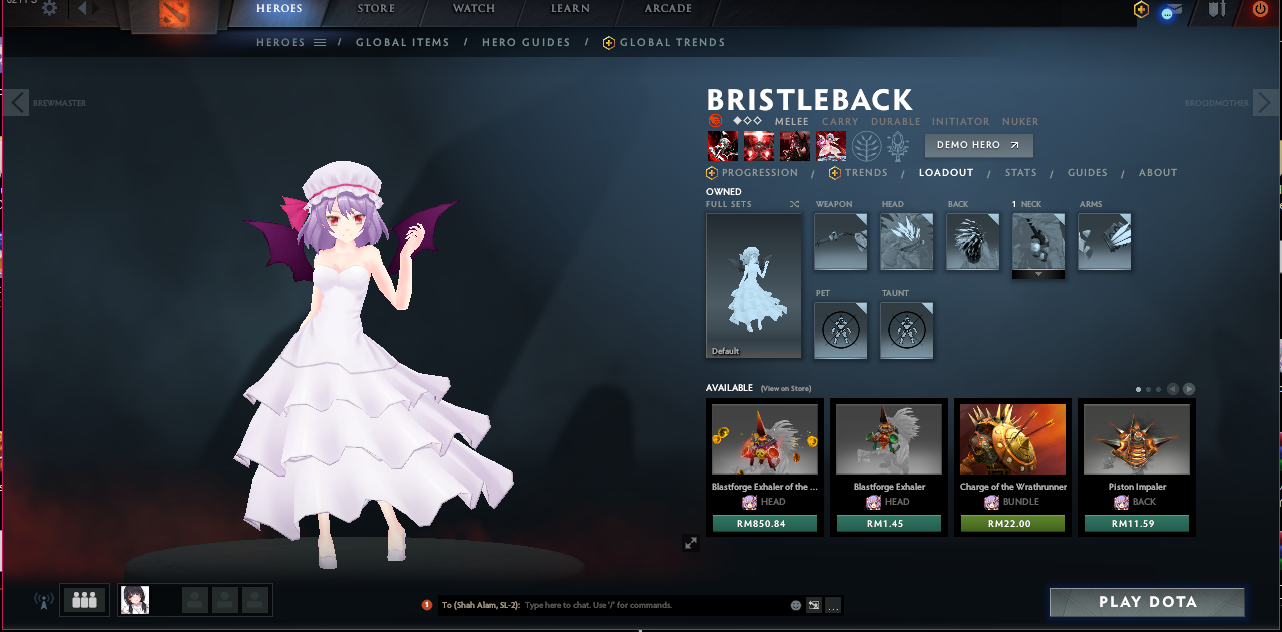 HEROES STORE WATCH LEARN ARCADE
HEROES / GLOBAL ITEMS / HERO GUIDES / GLOBAL TRENDS
BREWMASTER
BROODMOTHER
BRISTLEBACK
MELEE CARRY DURABLE INITIATOR NUKER
DEMO HERO
PROGRESSION / TRENDS / LOADOUT / STATS / GUIDES / ABOUT
OWNED
FULL SETS WEAPON HEAD BACK 1 NECK ARMS
PET TAUNT
Default
AVAILABLE (View on Store)
Blastforge Exhaler of the ... Blastforge Exhaler Charge of the Wrathrunner Piston Impaler
HEAD HEAD BUNDLE BACK
RM850.84 RM1.45 RM22.00 RM11.59
1 To (Shah Alam, SL-2): Type here to chat. Use '/' for commands.
...
PLAY DOTA